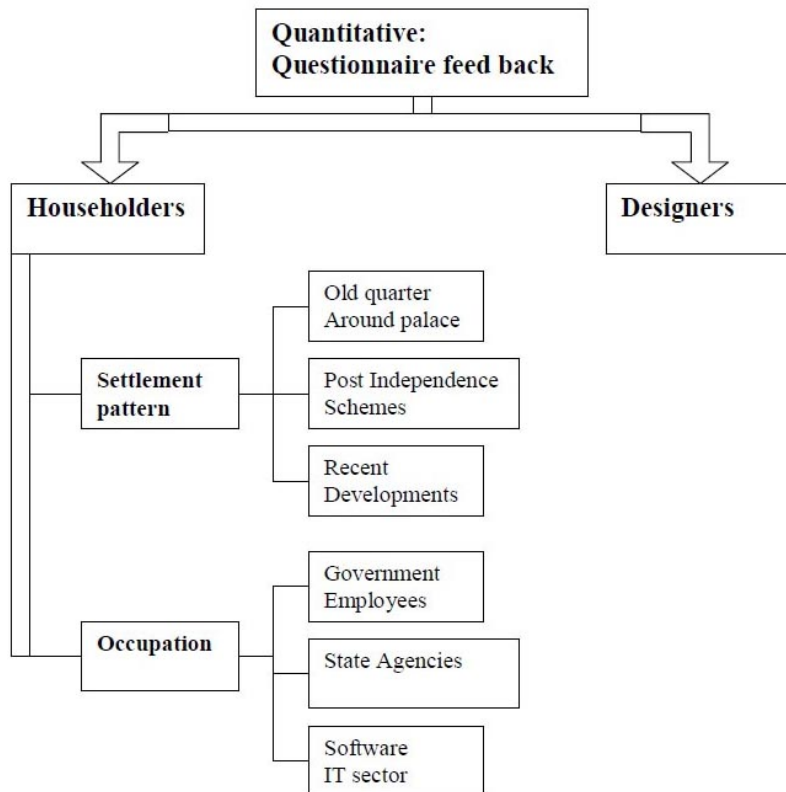 Quantitative:
Questionnaire feed back
Householders
Designers
Old quarter
Around palace
Settlement
pattern
Post Independence
Schemes
Recent
Developments
Government
Employees
Occupation
State Agencies
Software
IT sector